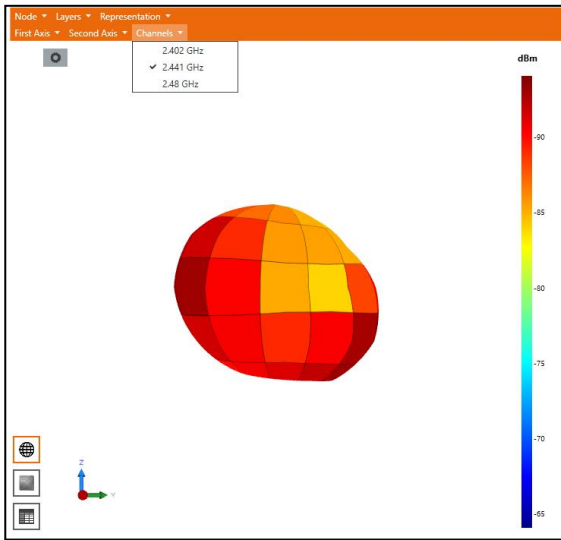 Node Layers Representation
First Axis Second Axis Channels
2.402 GHz
✔ 2.441 GHz
2.48 GHz
dBm
-90
-85
-80
-75
-70
-65
Z
Y